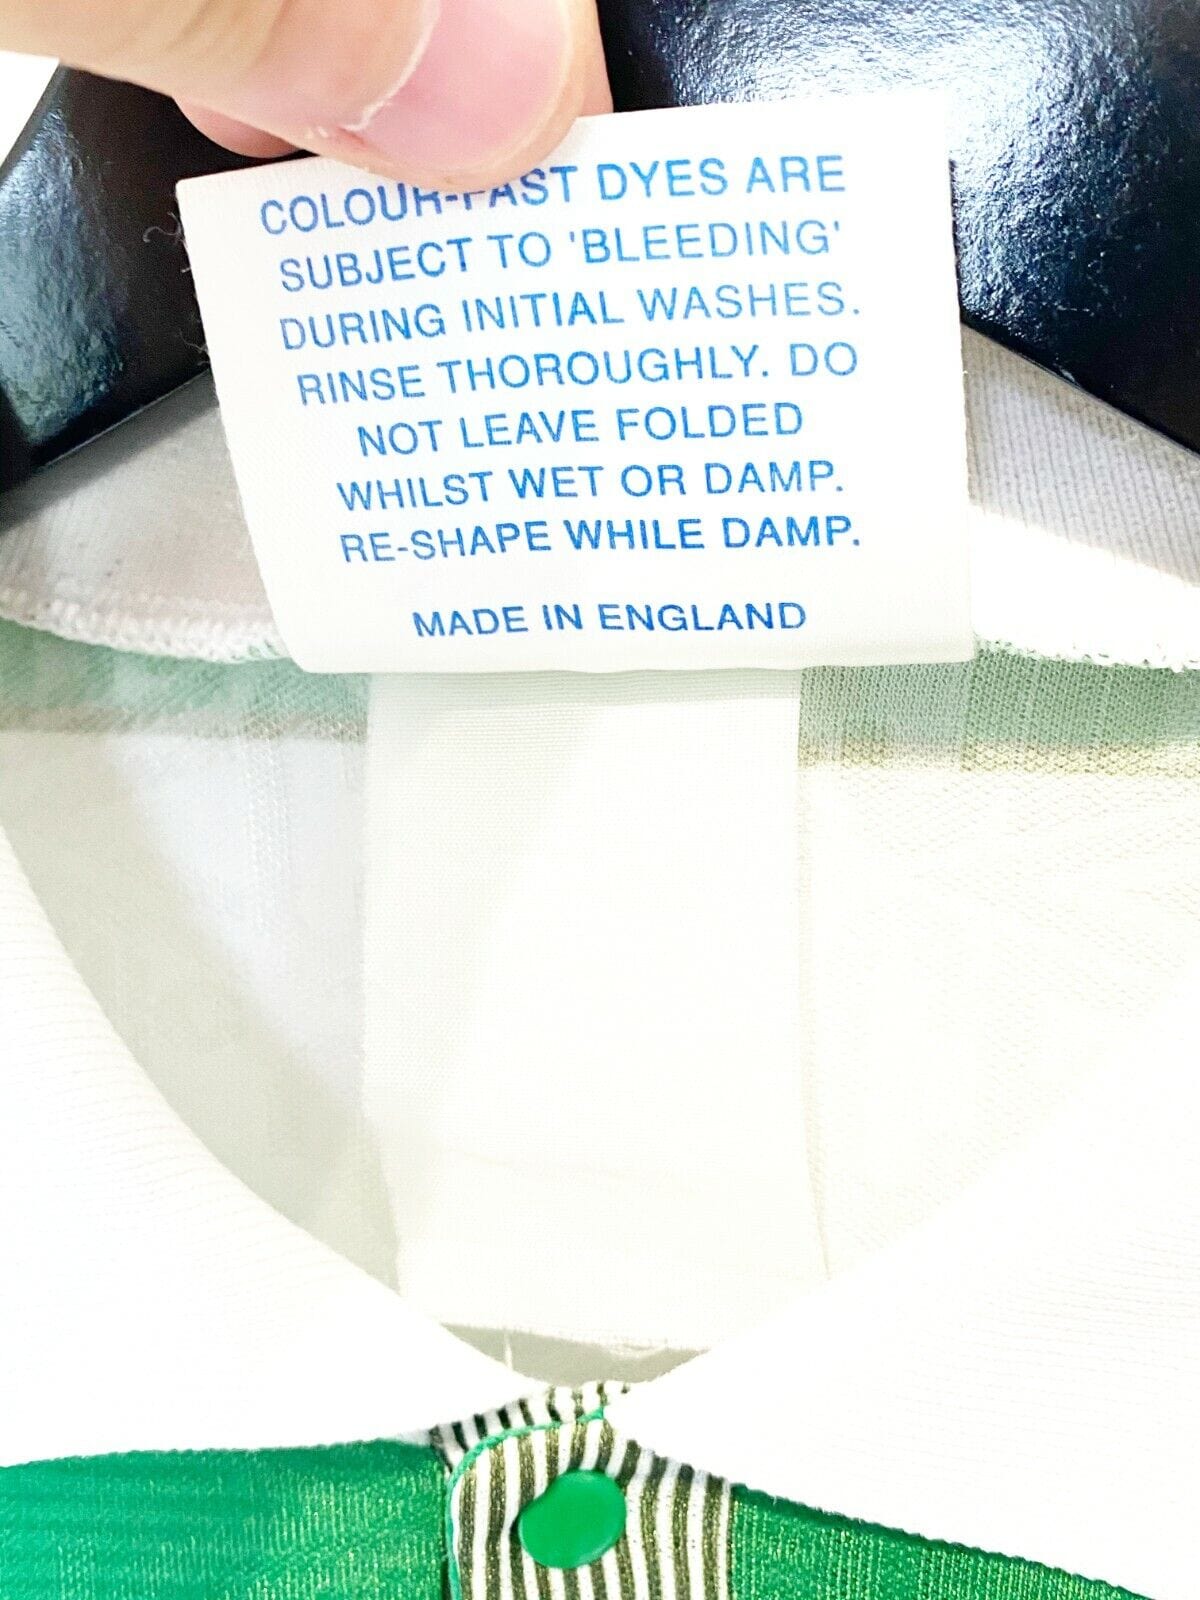 COLOUR-FAST DYES ARE
SUBJECT TO 'BLEEDING'
DURING INITIAL WASHES.
RINSE THOROUGHLY. DO
NOT LEAVE FOLDED
WHILST WET OR DAMP.
RE-SHAPE WHILE DAMP.
MADE IN ENGLAND